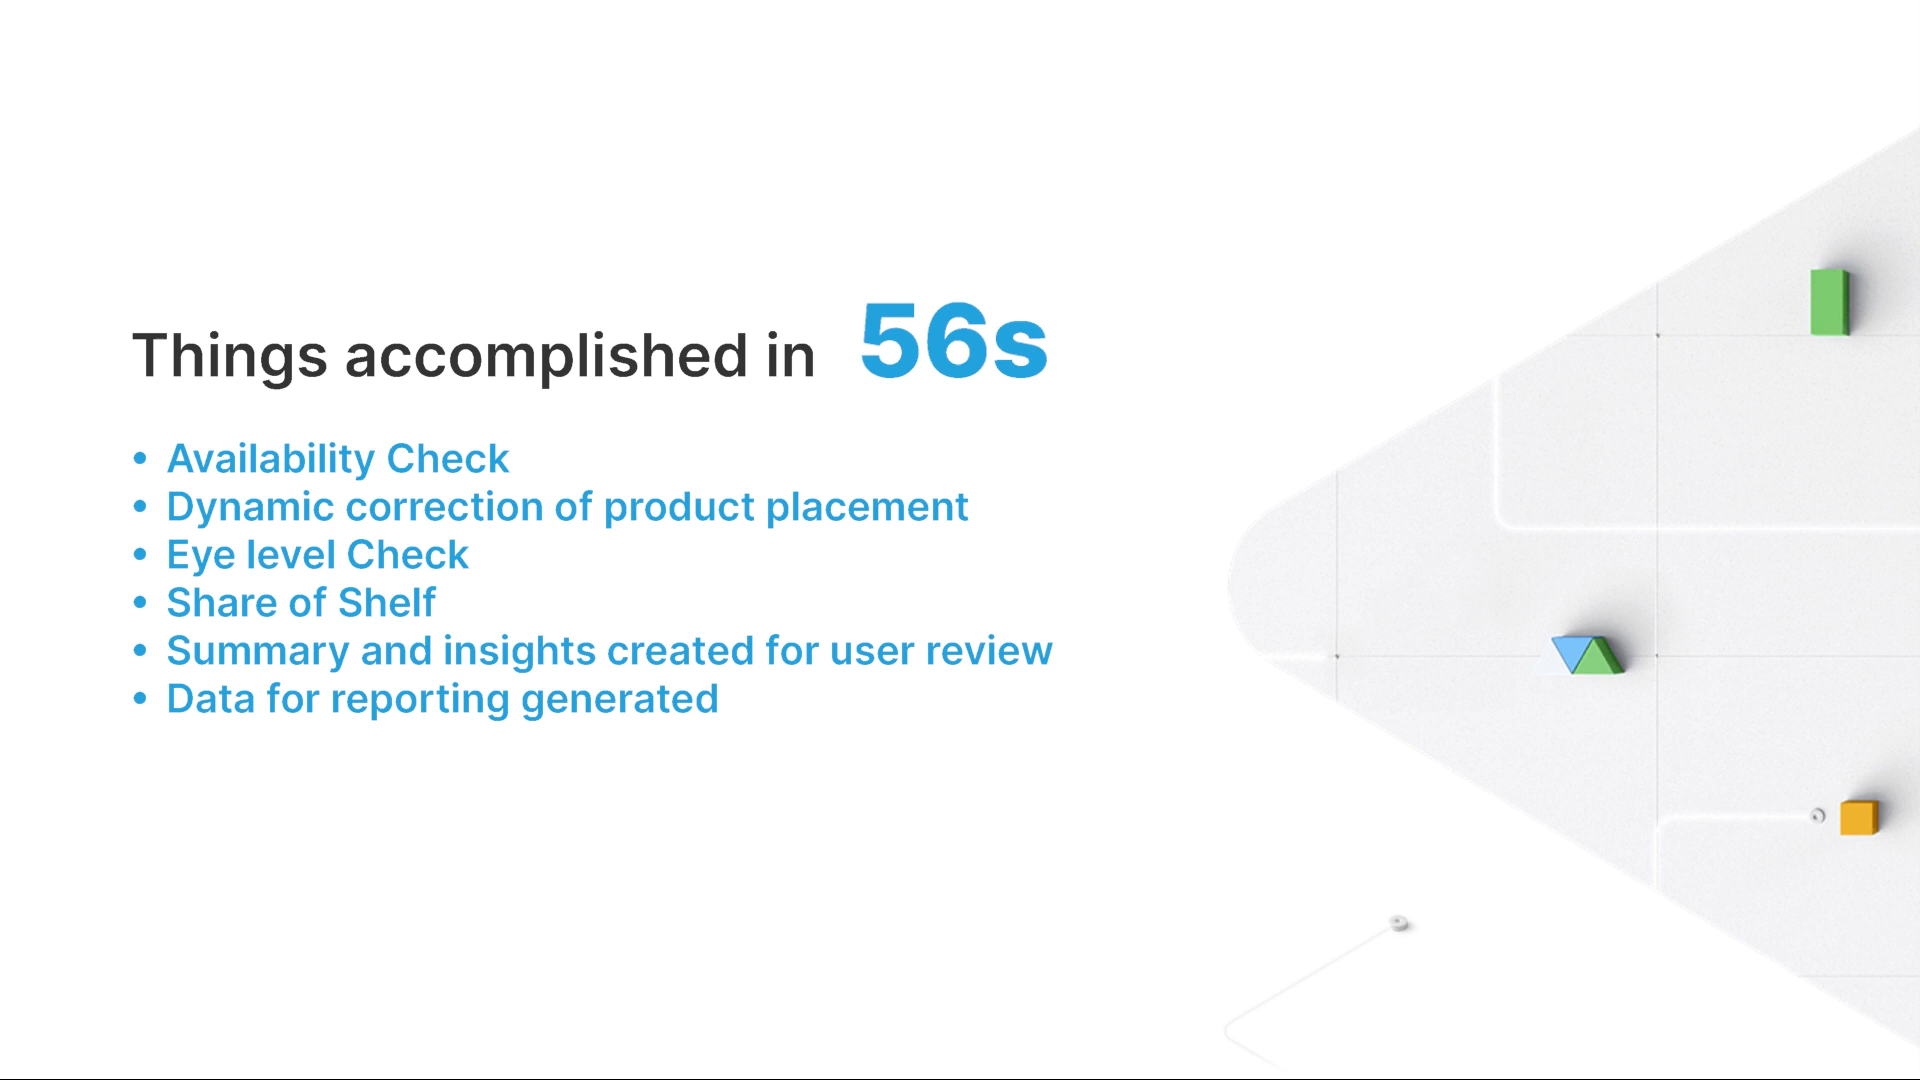 Things accomplished in 56s
• Availability Check
• Dynamic correction of product placement
• Eye level Check
• Share of Shelf
• Summary and insights created for user review
• Data for reporting generated